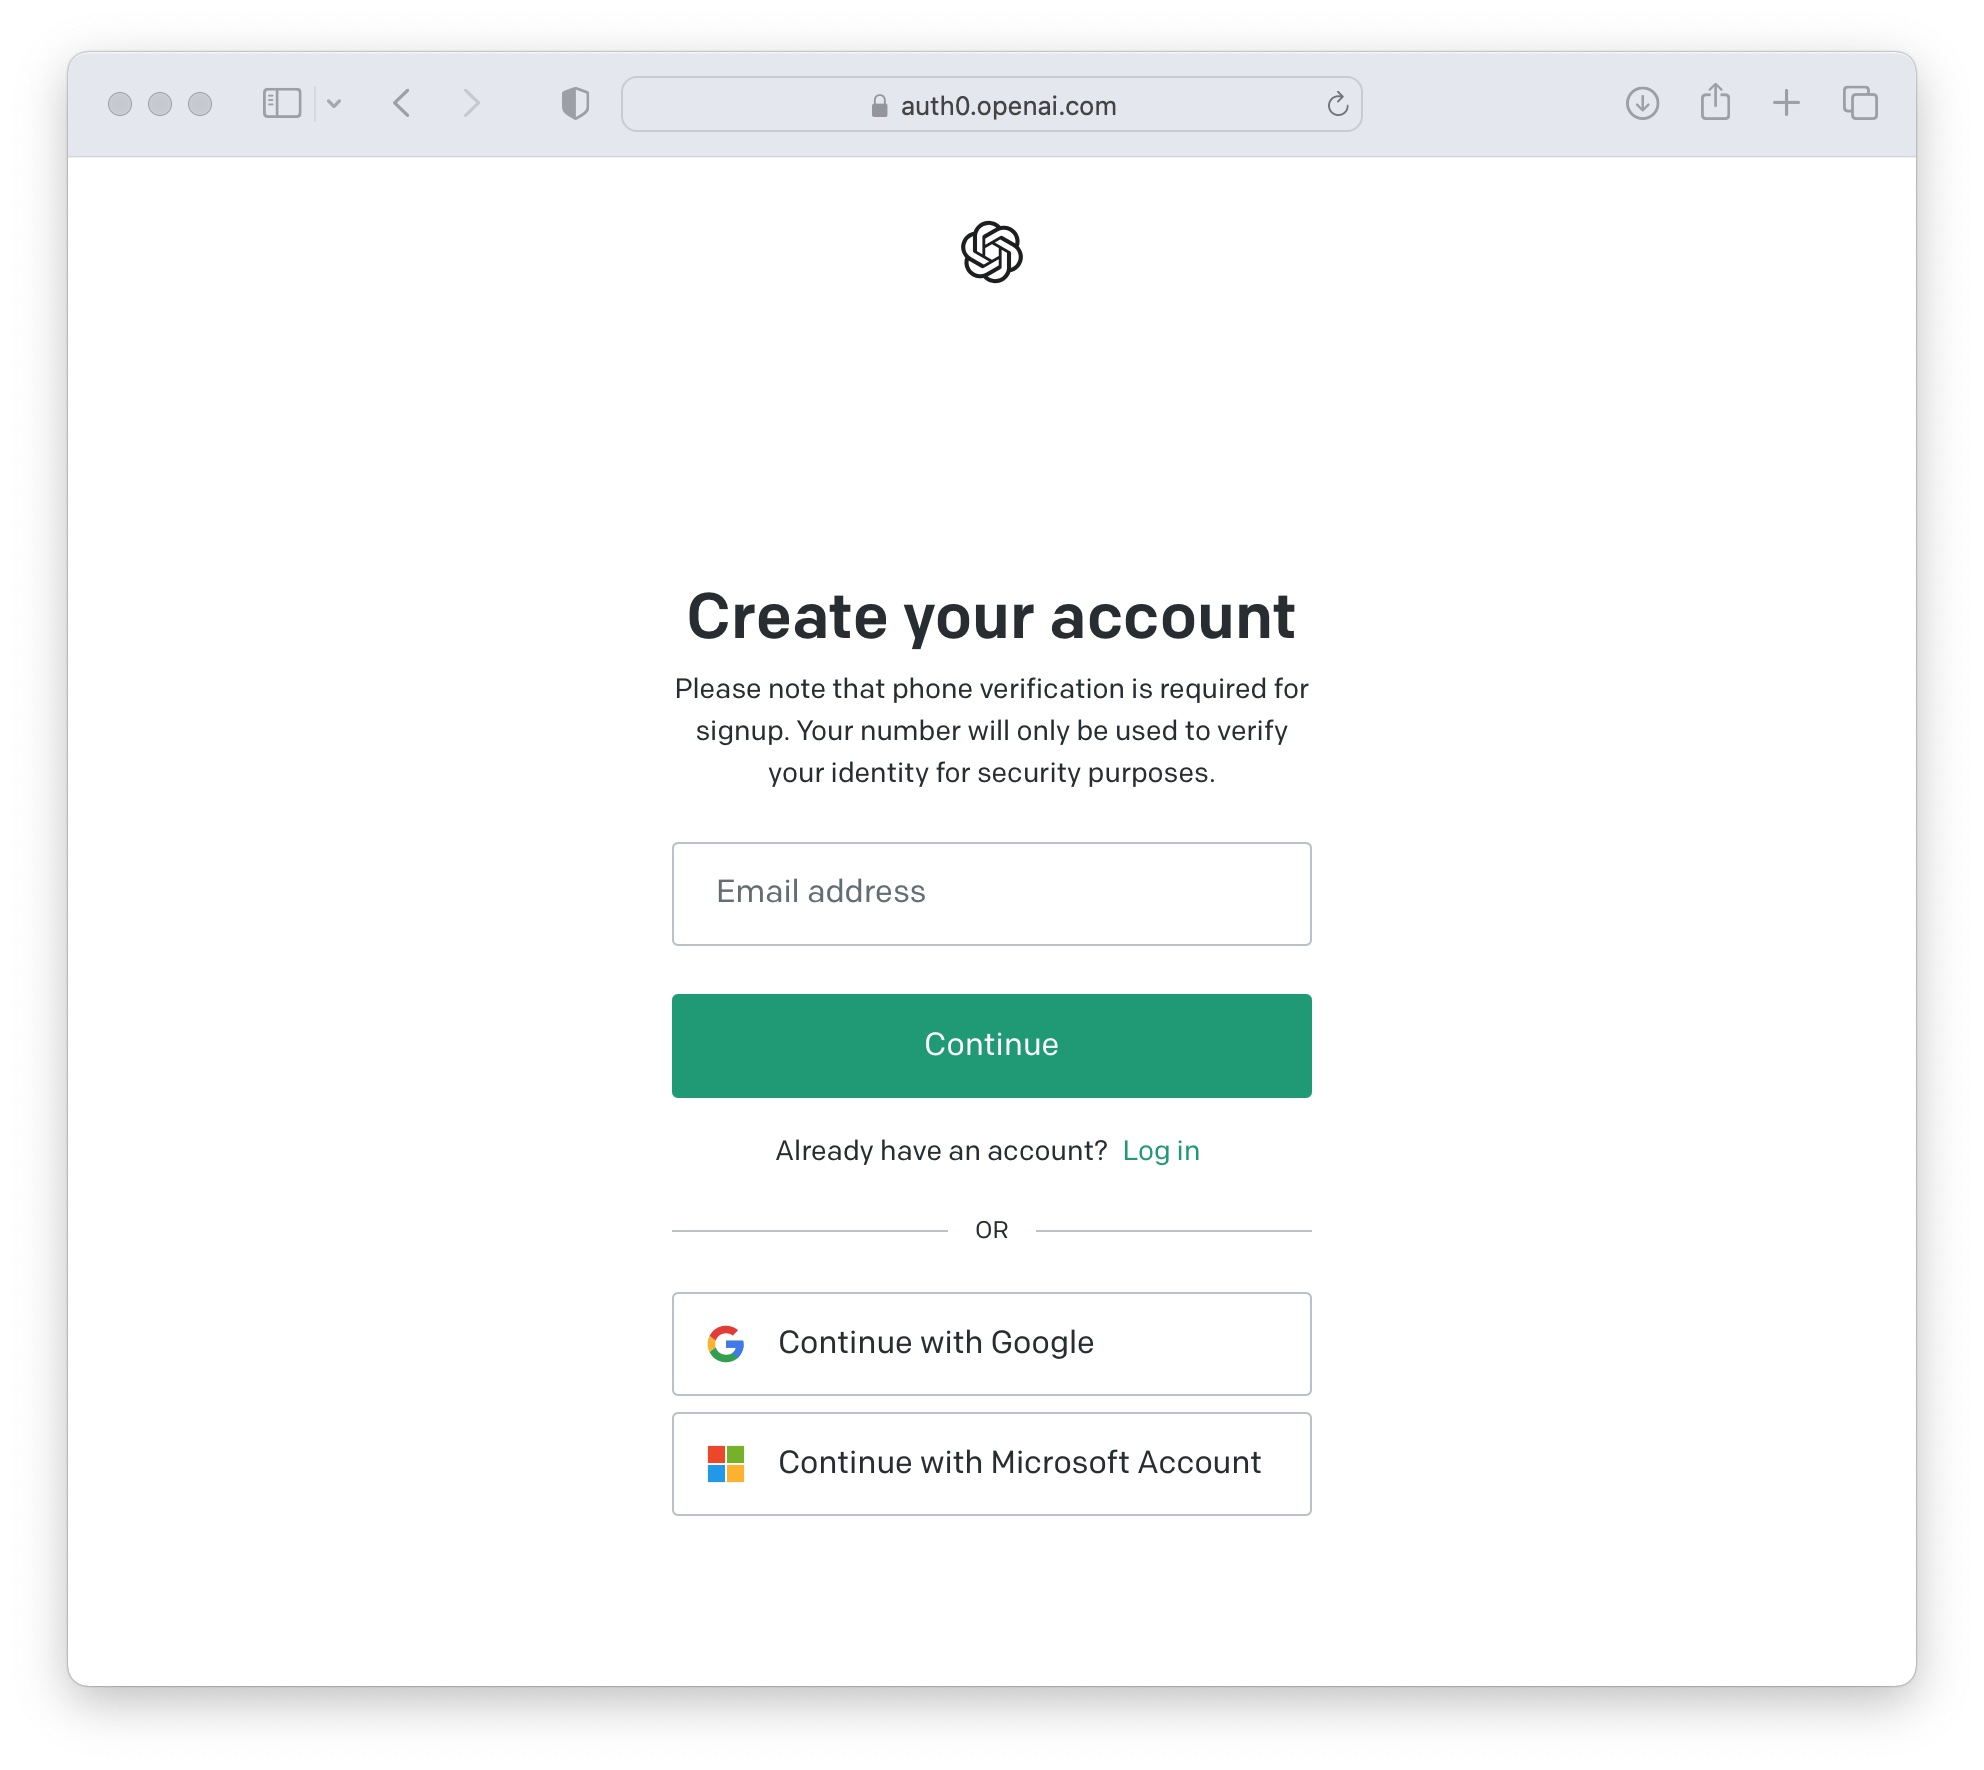 auth0.openai.com
Create your account
Please note that phone verification is required for
signup. Your number will only be used to verify
your identity for security purposes.
Email address
Continue
Already have an account? Log in
OR
Continue with Google
Continue with Microsoft Account